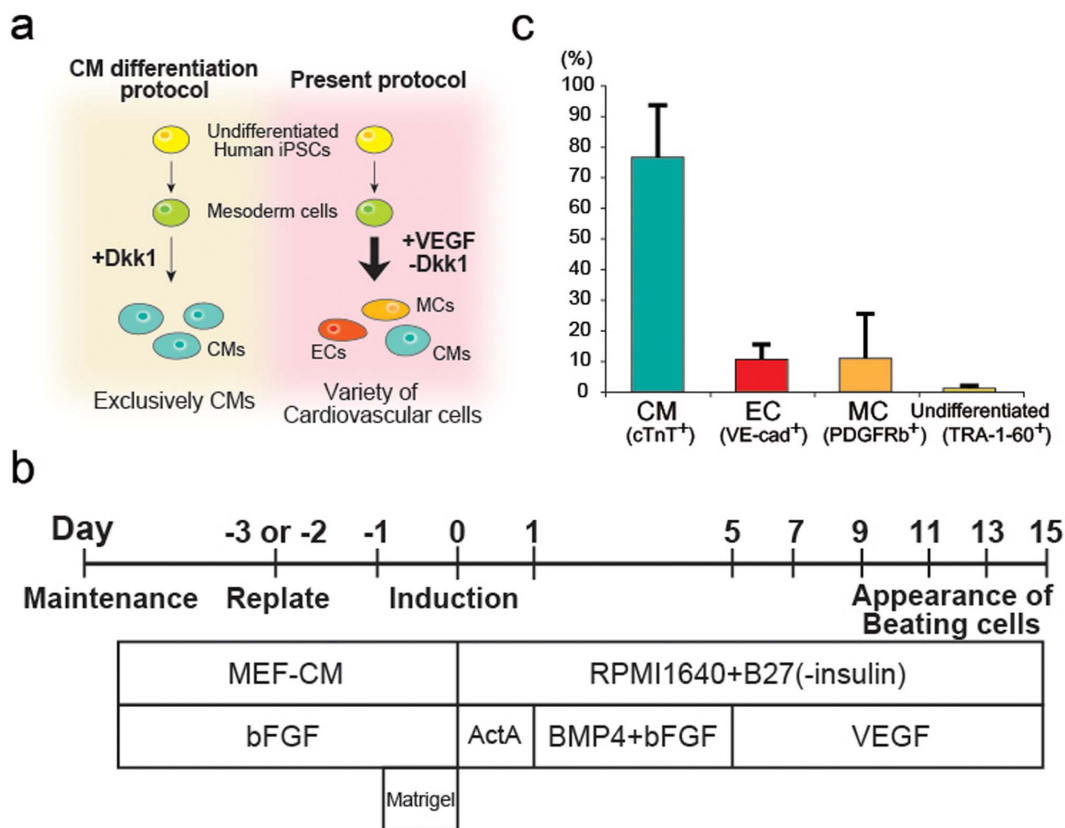 a
CM differentiation
protocol
Present protocol
Undifferentiated
Human iPSCs
Mesoderm cells
+Dkk1
+VEGF
-Dkk1
CMs
MCs
ECs
CMs
Exclusively CMs
Variety of
Cardiovascular cells
c
(%)
100
90
80
70
60
50
40
30
20
10
0
CM
(cTnT+)
EC
(VE-cad+)
MC
(PDGFRb+)
Undifferentiated
(TRA-1-60+)
b
Day -3 or -2 -1 0 1 5 7 9 11 13 15
Maintenance Replate Induction Appearance of
Beating cells
MEF-CM RPMI1640+B27(-insulin)
bFGF ActA BMP4+bFGF VEGF
Matrigel